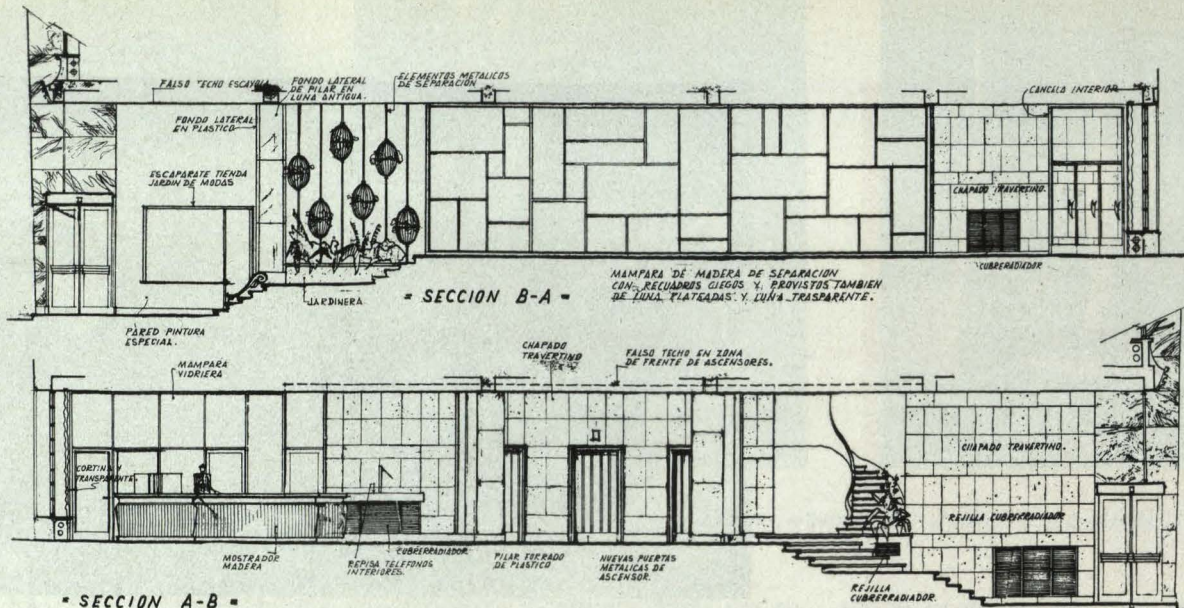 FALSO TECHO ESCAYOLA
FONDO LATERAL
DE PILAR EN
LUNA ANTIGUA.
ELEMENTOS METALICOS
DE SEPARACION
CANCELA INTERIOR
FONDO LATERAL
EN PLASTICO
ESCAPARATE TIENDA
JARDIN DE MODAS
CHAPADO TRAVERTINO.
CUBRERADIADOR
JARDINERA
= SECCION B-A =
MAMPARA DE MADERA DE SEPARACION
CON RECUADROS CIEGOS Y PROVISTOS TAMBIEN
DE LUNA PLATEADAS Y LUNA TRASPARENTE.
PARED PINTURA
ESPECIAL.
MAMPARA
VIDRIERA
CHAPADO
TRAVERTINO
FALSO TECHO EN ZONA
DE FRENTE DE ASCENSORES.
CORTINA
TRANSPARENTE.
CHAPADO TRAVERTINO.
REJILLA CUBRERRADIADOR
MOSTRADOR
MADERA
REPISA TELEFONOS
INTERIORES.
CUBRERRADIADOR
PILAR FORRADO
DE PLASTICO
NUEVAS PUERTAS
METALICAS DE
ASCENSOR.
REJILLA
CUBRERRADIADOR.
= SECCION A-B =